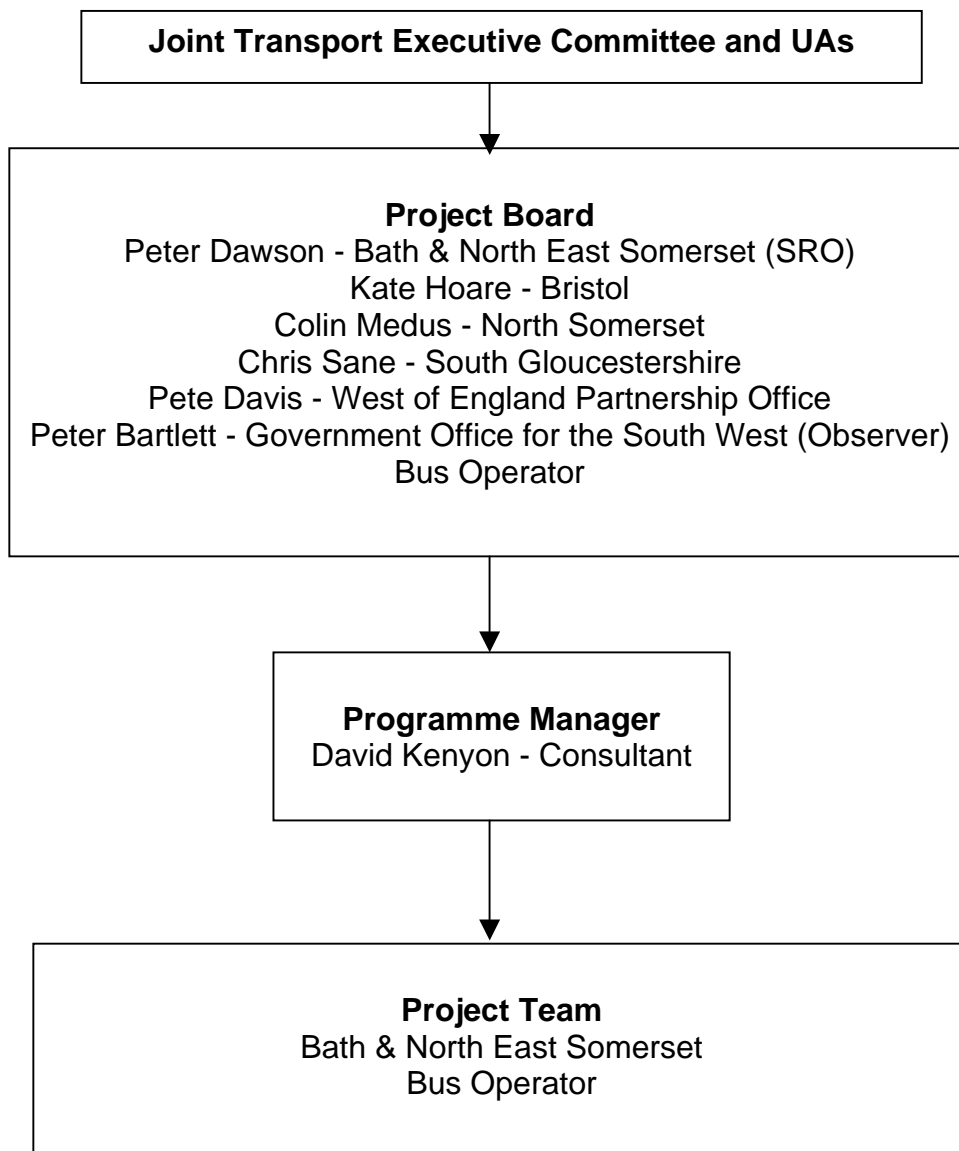 Joint Transport Executive Committee and UAs
Project Board
Peter Dawson - Bath & North East Somerset (SRO)
Kate Hoare - Bristol
Colin Medus - North Somerset
Chris Sane - South Gloucestershire
Pete Davis - West of England Partnership Office
Peter Bartlett - Government Office for the South West (Observer)
Bus Operator
Programme Manager
David Kenyon - Consultant
Project Team
Bath & North East Somerset
Bus Operator